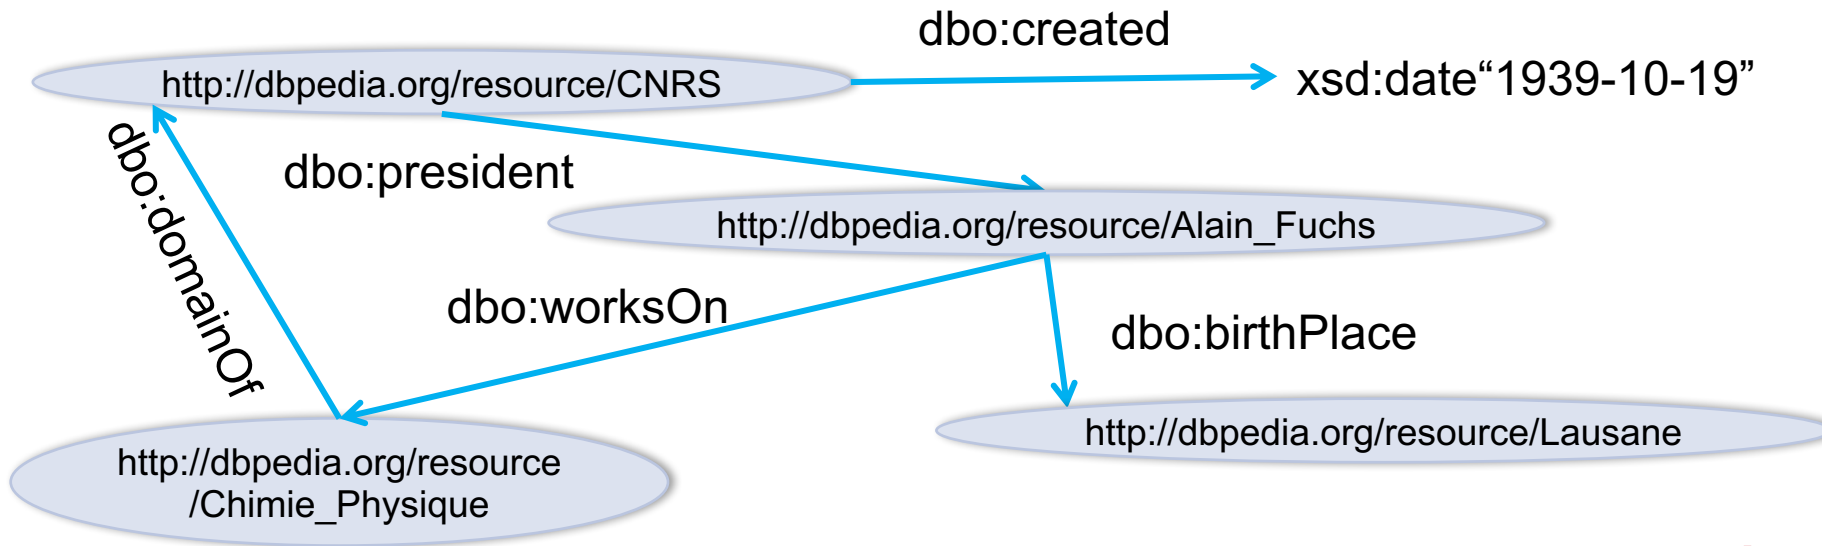 dbo:created
http://dbpedia.org/resource/CNRS
xsd:date“1939-10-19”
dbo:domainOf
dbo:president
http://dbpedia.org/resource/Alain_Fuchs
dbo:worksOn
dbo:birthPlace
http://dbpedia.org/resource/Lausane
http://dbpedia.org/resource
/Chimie_Physique